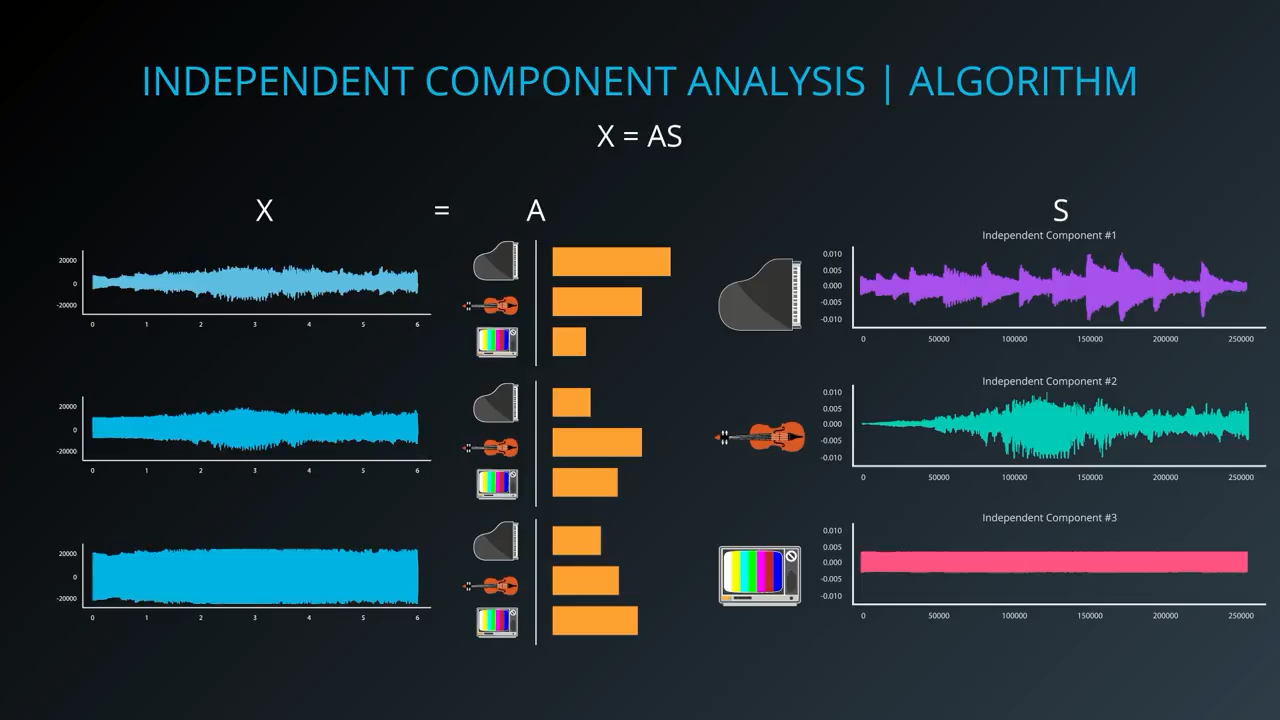 INDEPENDENT COMPONENT ANALYSIS | ALGORITHM
X = AS
X = A S
Independent Component #1
20000
0
-20000
0 1 2 3 4 5 6
0.010
0.005
0.000
-0.005
-0.010
0 50000 100000 150000 200000 250000
Independent Component #2
20000
0
-20000
0 1 2 3 4 5 6
0.010
0.005
0.000
-0.005
-0.010
0 50000 100000 150000 200000 250000
Independent Component #3
20000
0
-20000
0 1 2 3 4 5 6
0.010
0.005
0.000
-0.005
-0.010
0 50000 100000 150000 200000 250000